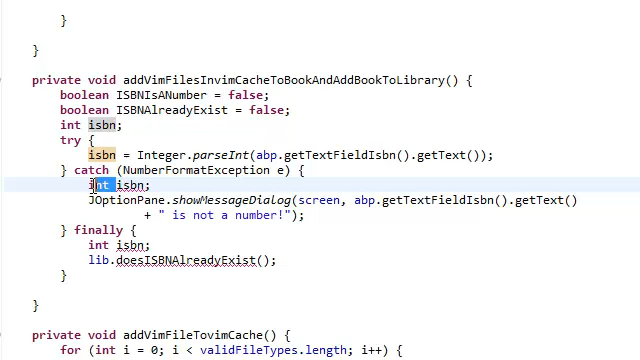 }
}
private void addVimFilesInvimCacheToBookAndAddBookToLibrary() {
boolean ISBNIsANumber = false;
boolean ISBNAlreadyExist = false;
int isbn;
try {
isbn = Integer.parseInt(abp.getTextFieldIsbn().getText());
} catch (NumberFormatException e) {
int isbn;
JOptionPane.showMessageDialog(screen, abp.getTextFieldIsbn().getText()
+ " is not a number!");
} finally {
int isbn;
lib.doesISBNAlreadyExist();
}
}
private void addVimFileTovimCache() {
for (int i = 0; i < validFileTypes.length; i++) {